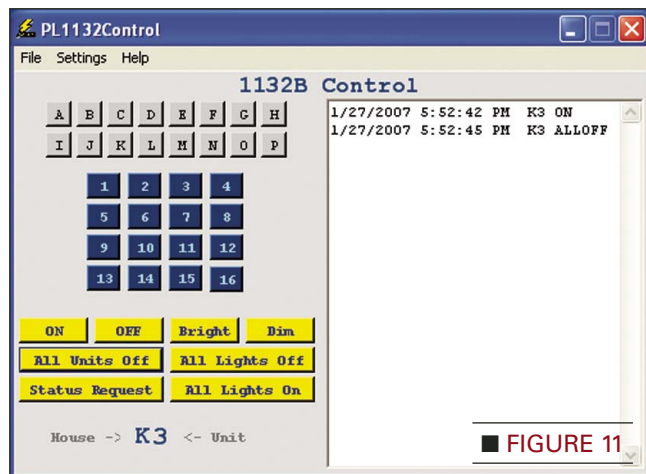 PL1132Control
File Settings Help
1132B Control
A B C D E F G H
I J K L M N O P
1 2 3 4
5 6 7 8
9 10 11 12
13 14 15 16
ON OFF Bright Dim
All Units Off All Lights Off
Status Request All Lights On
House -> K3 <- Unit
1/27/2007 5:52:42 PM K3 ON
1/27/2007 5:52:45 PM K3 ALLOFF
■ FIGURE 11